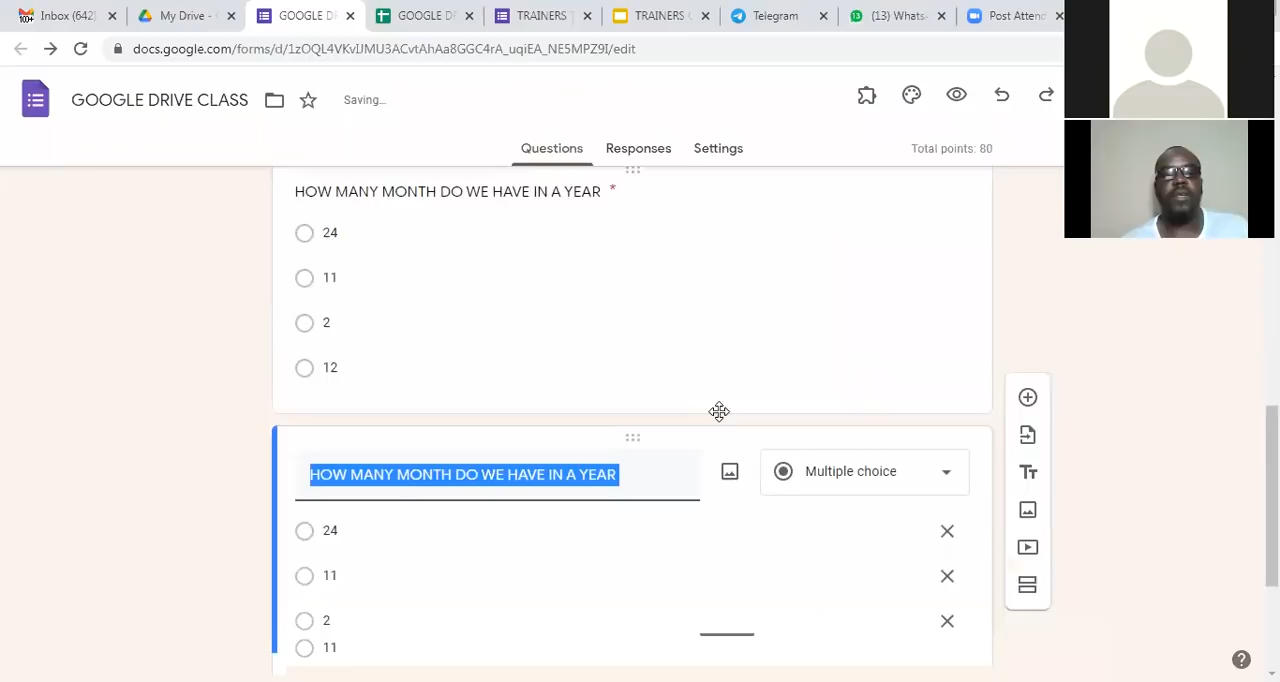 Inbox (642)
My Drive -
GOOGLE D
GOOGLE D
TRAINERS
TRAINERS
Telegram
(13) Whats
Post Attend
docs.google.com/forms/d/1zOQL4VKvIJMU3ACvtAhAa8GGC4rA_uqiEA_NE5MPZ9I/edit
GOOGLE DRIVE CLASS
Saving...
Questions
Responses
Settings
Total points: 80
HOW MANY MONTH DO WE HAVE IN A YEAR *
24
11
2
12
HOW MANY MONTH DO WE HAVE IN A YEAR
Multiple choice
24
11
2
11